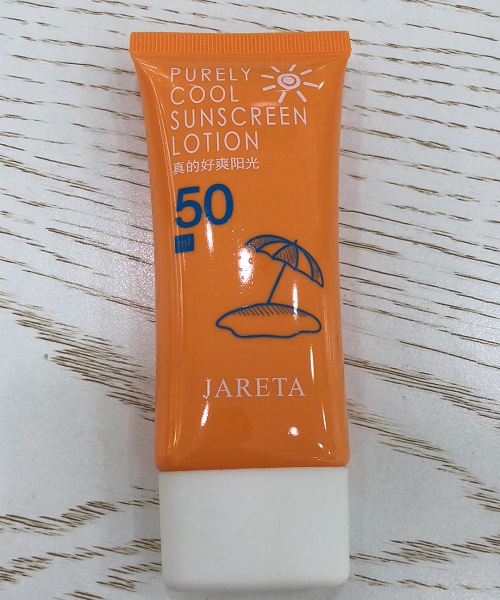 PURELY
COOL
SUNSCREEN
LOTION
真的好爽阳光
50
ml
JARETA